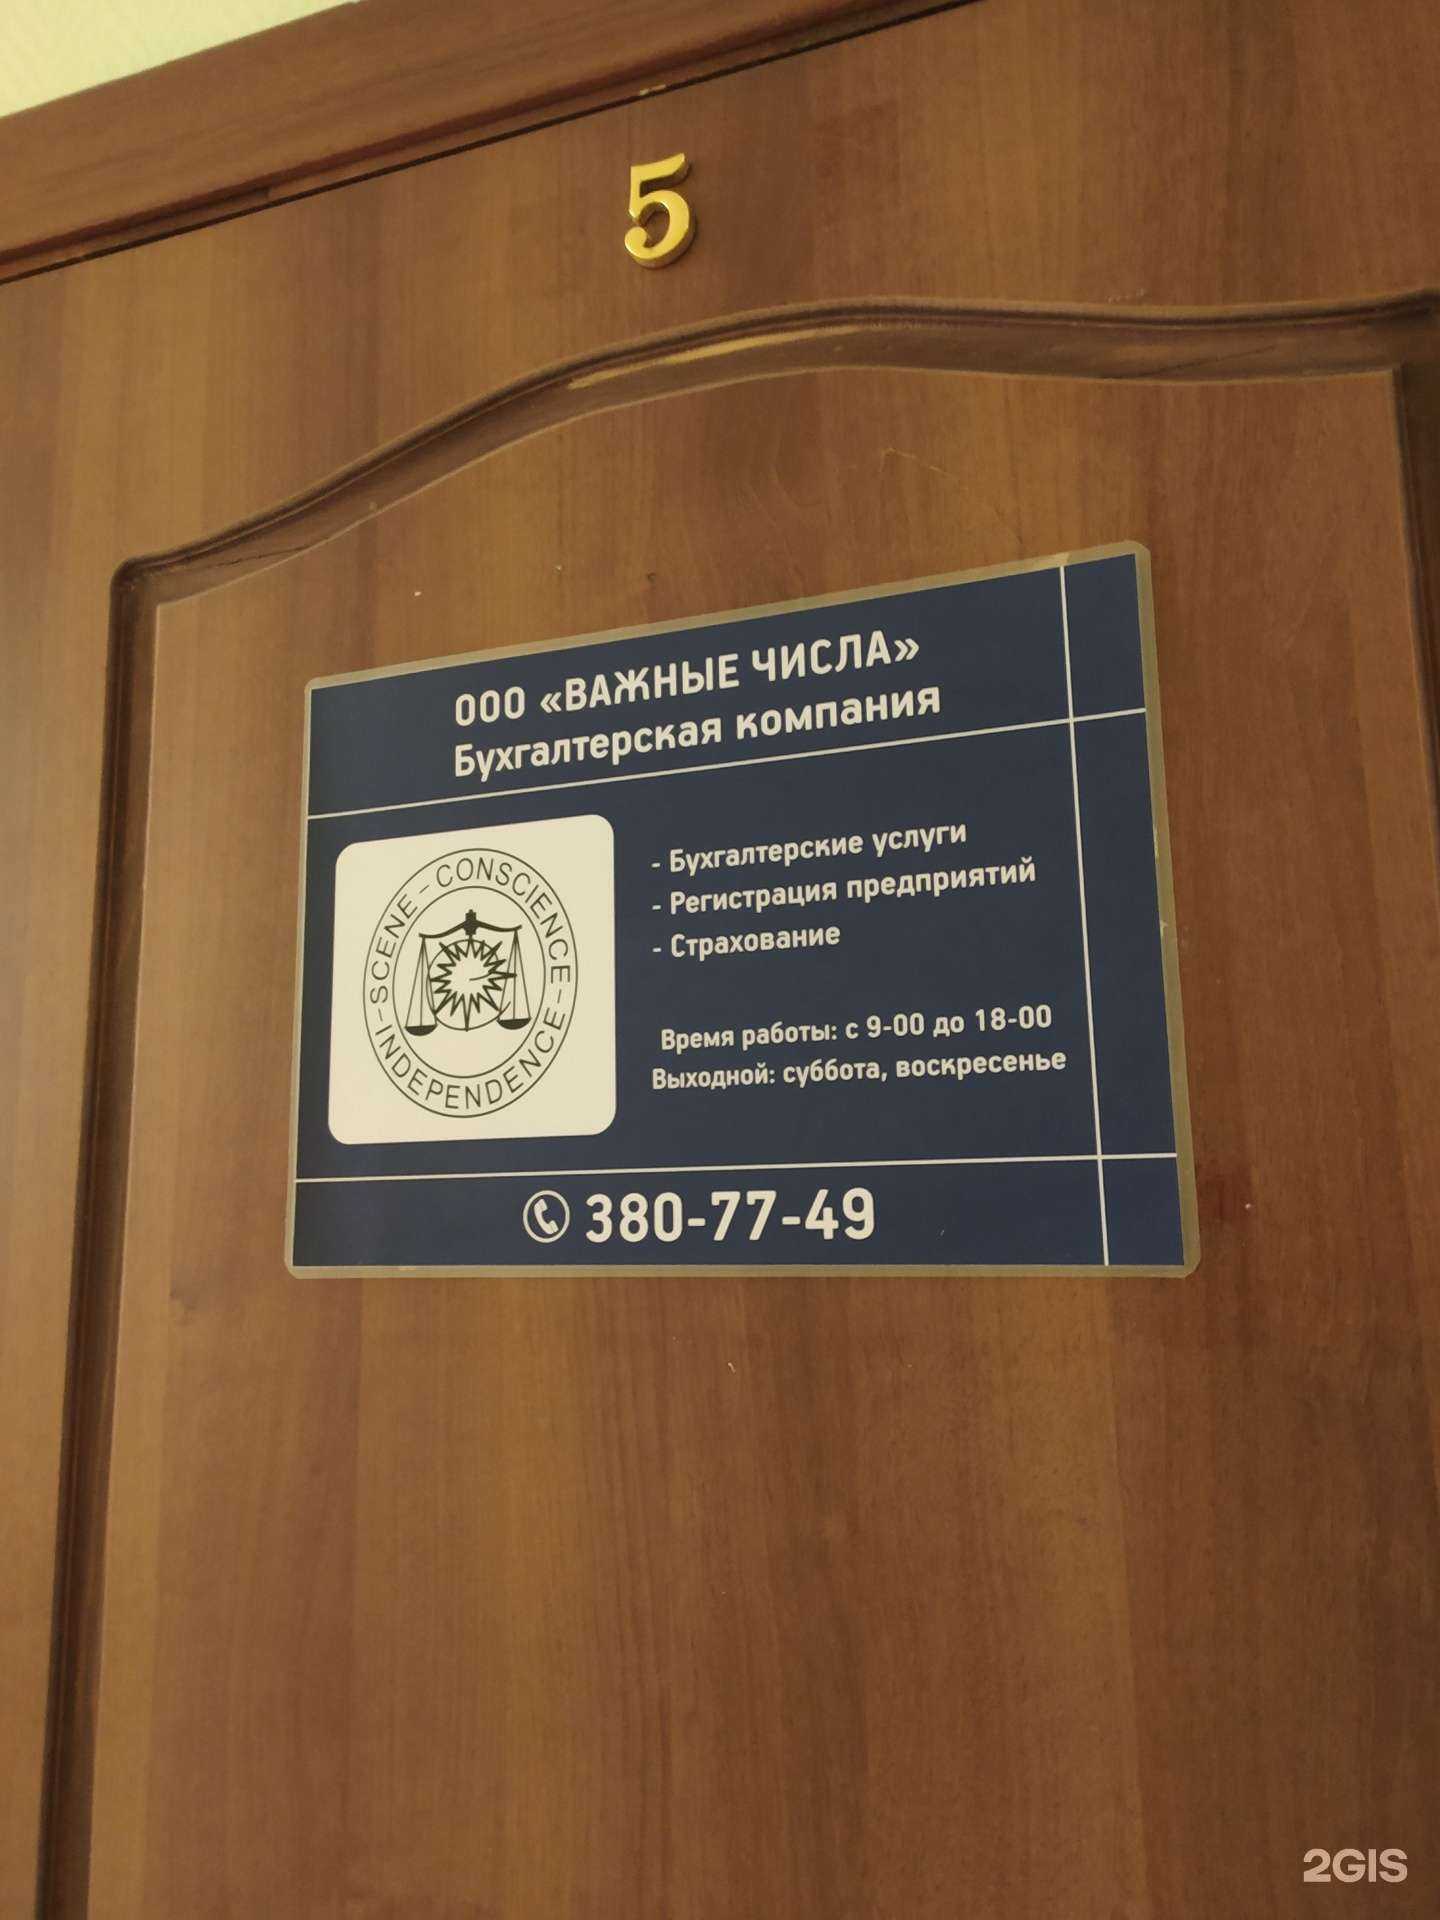 5
ООО «ВАЖНЫЕ ЧИСЛА»
Бухгалтерская компания
SCENE - CONSCIENCE - INDEPENDENCE -
- Бухгалтерские услуги
- Регистрация предприятий
- Страхование
Время работы: с 9-00 до 18-00
Выходной: суббота, воскресенье
380-77-49
2GIS